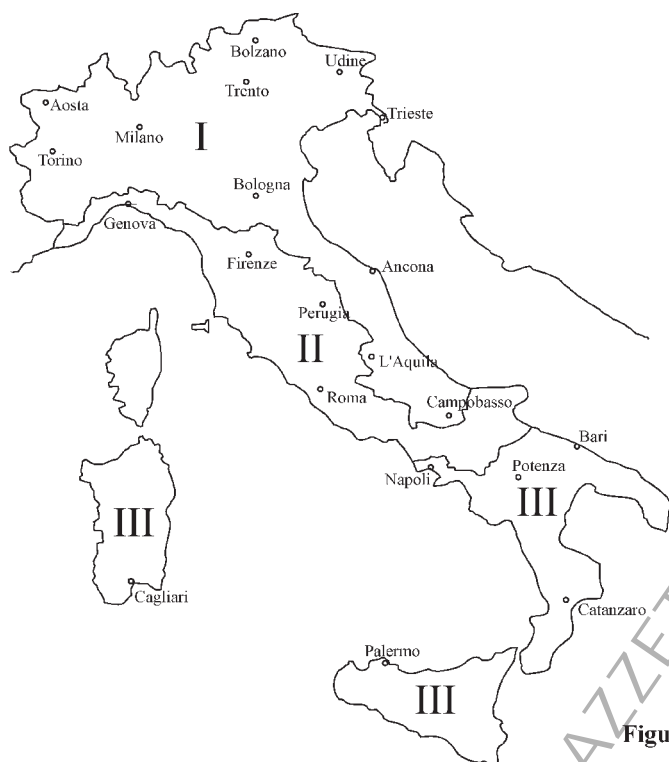 Bolzano
Udine
Trento
Aosta
Trieste
Milano
I
Torino
Bologna
Genova
Firenze
Ancona
Perugia
II
L'Aquila
Roma
Campobasso
Bari
Napoli
Potenza
III
III
Cagliari
Catanzaro
Palermo
III
Figu
AZZET